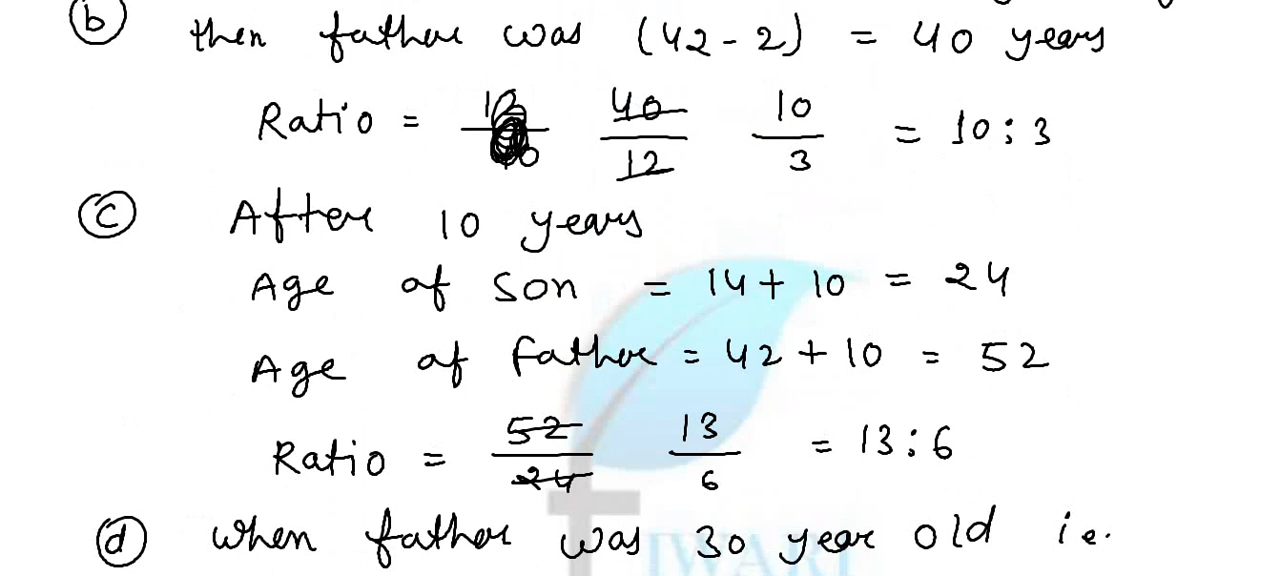 (b) then father was (42-2) = 40 years
Ratio = 40/12 10/3 = 10:3
(c) After 10 years
Age of son = 14+10 = 24
Age of father = 42+10 = 52
Ratio = 52/24 13/6 = 13:6
(d) when father was 30 year old ie.
IWARI